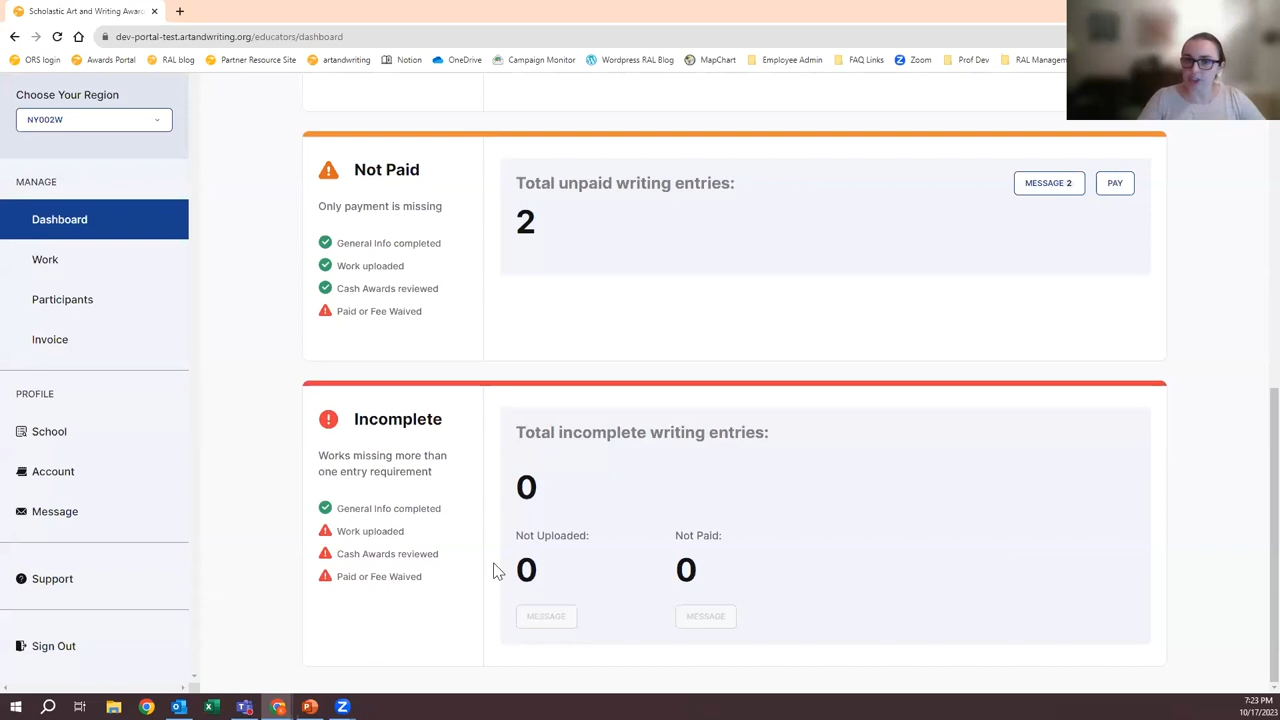 Scholastic Art and Writing Awar
dev-portal-test.artandwriting.org/educators/dashboard
ORS login
Awards Portal
RAL blog
Partner Resource Site
artandwriting
Notion
OneDrive
Campaign Monitor
Wordpress RAL Blog
MapChart
Employee Admin
FAQ Links
Zoom
Prof Dev
RAL Manageme
Choose Your Region
NY002W
MANAGE
Dashboard
Work
Participants
Invoice
PROFILE
School
Account
Message
Support
Sign Out
Not Paid
Only payment is missing
General Info completed
Work uploaded
Cash Awards reviewed
Paid or Fee Waived
Total unpaid writing entries:
2
MESSAGE 2
PAY
Incomplete
Works missing more than
one entry requirement
General Info completed
Work uploaded
Cash Awards reviewed
Paid or Fee Waived
Total incomplete writing entries:
0
Not Uploaded:
0
MESSAGE
Not Paid:
0
MESSAGE
7:23 PM
10/17/2023